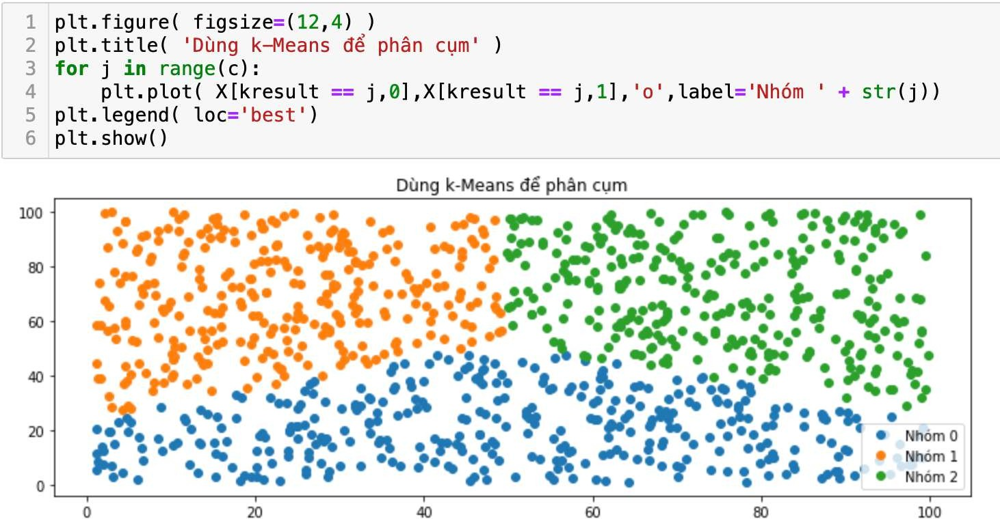 1 plt.figure( figsize=(12,4) )
2 plt.title( 'Dùng k-Means để phân cụm' )
3 for j in range(c):
4     plt.plot( X[kresult == j,0],X[kresult == j,1],'o',label='Nhóm ' + str(j))
5 plt.legend( loc='best')
6 plt.show()
Dùng k-Means để phân cụm
100
80
60
40
20
0
Nhóm 0
Nhóm 1
Nhóm 2
0 20 40 60 80 100